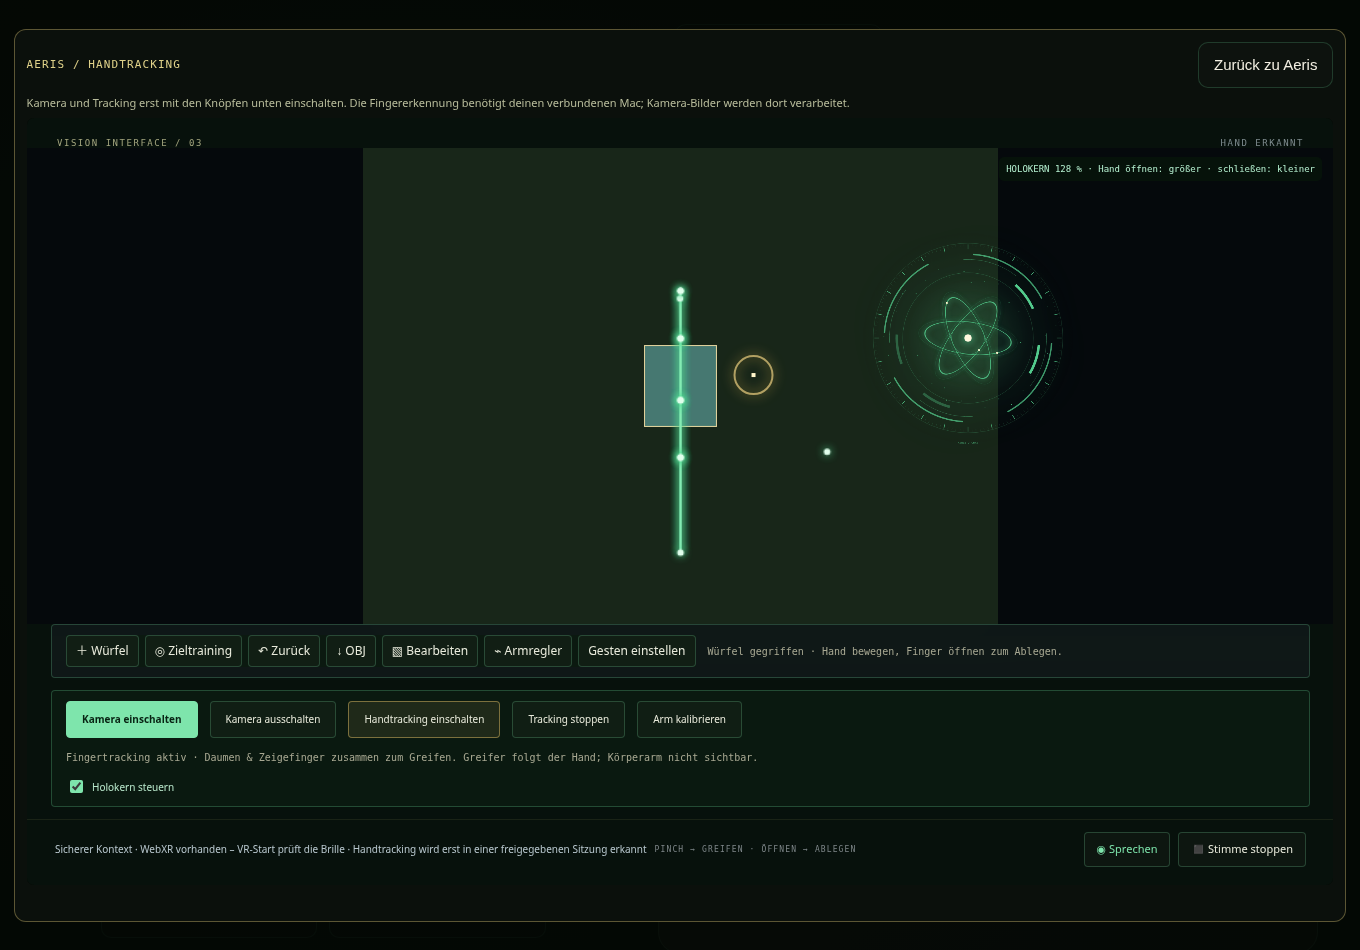 AERIS / HANDTRACKING
Zurück zu Aeris
Kamera und Tracking erst mit den Knöpfen unten einschalten. Die Fingererkennung benötigt deinen verbundenen Mac; Kamera-Bilder werden dort verarbeitet.
VISION INTERFACE / 03
HAND ERKANNT
HOLOKERN 128 % · Hand öffnen: größer · schließen: kleiner
＋ Würfel
◎ Zieltraining
↶ Zurück
↓ OBJ
▧ Bearbeiten
⌁ Armregler
Gesten einstellen
Würfel gegriffen · Hand bewegen, Finger öffnen zum Ablegen.
Kamera einschalten
Kamera ausschalten
Handtracking einschalten
Tracking stoppen
Arm kalibrieren
Fingertracking aktiv · Daumen & Zeigefinger zusammen zum Greifen. Greifer folgt der Hand; Körperarm nicht sichtbar.
Holokern steuern
Sicherer Kontext · WebXR vorhanden – VR-Start prüft die Brille · Handtracking wird erst in einer freigegebenen Sitzung erkannt
PINCH → GREIFEN · ÖFFNEN → ABLEGEN
◉ Sprechen
⬛ Stimme stoppen